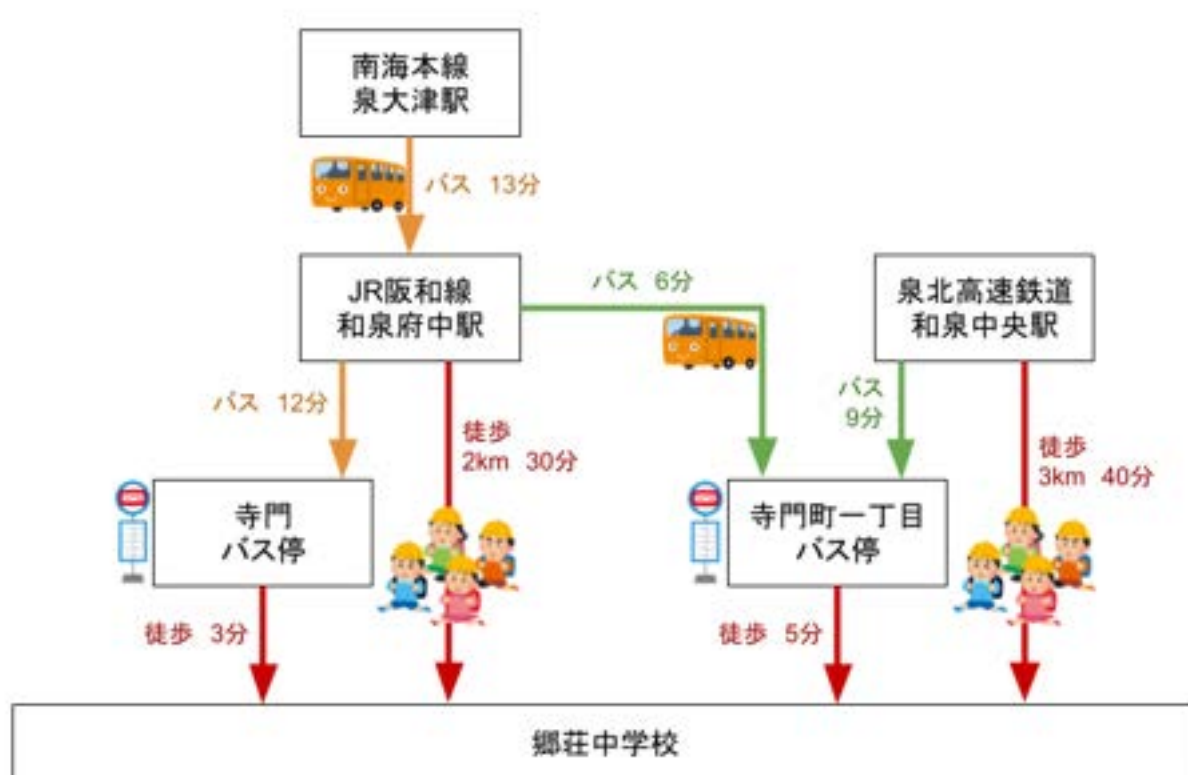 南海本線
泉大津駅
バス 13分
JR阪和線
和泉府中駅
バス 6分
泉北高速鉄道
和泉中央駅
バス 12分
徒歩
2km 30分
バス
9分
徒歩
3km 40分
寺門
バス停
寺門町一丁目
バス停
徒歩 3分
徒歩 5分
郷荘中学校